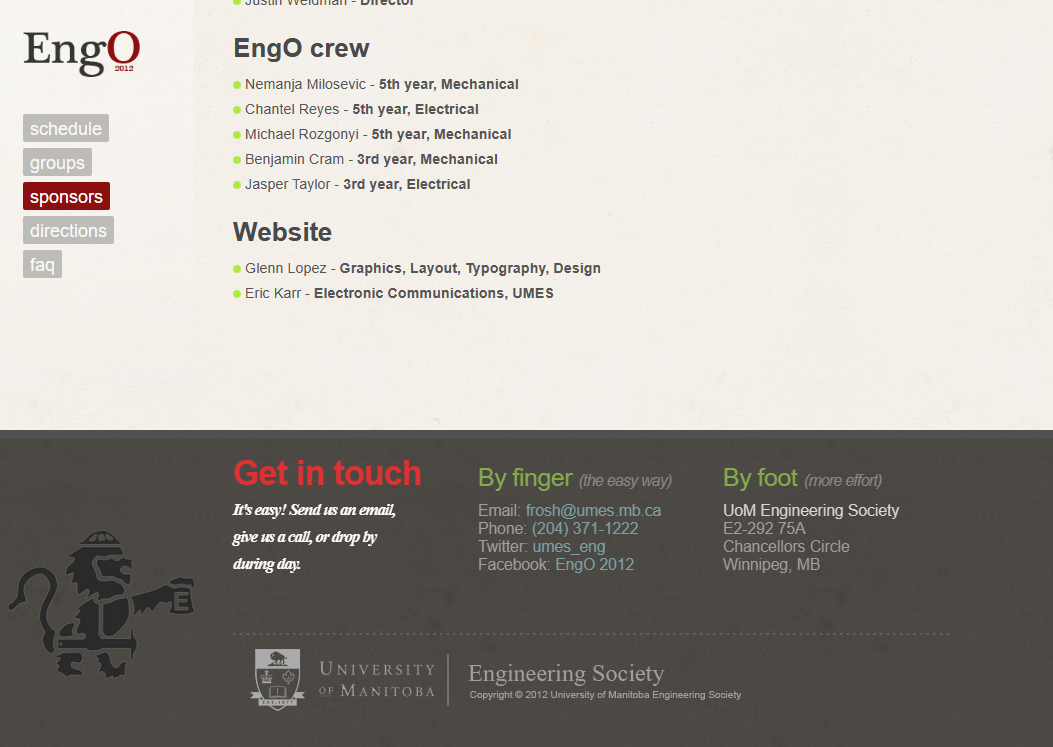 Justin Weidman - Director
EngO
2012
schedule
groups
sponsors
directions
faq
EngO crew
Nemanja Milosevic - 5th year, Mechanical
Chantel Reyes - 5th year, Electrical
Michael Rozgonyi - 5th year, Mechanical
Benjamin Cram - 3rd year, Mechanical
Jasper Taylor - 3rd year, Electrical
Website
Glenn Lopez - Graphics, Layout, Typography, Design
Eric Karr - Electronic Communications, UMES
Get in touch
It's easy! Send us an email,
give us a call, or drop by
during day.
By finger (the easy way)
Email: frosh@umes.mb.ca
Phone: (204) 371-1222
Twitter: umes_eng
Facebook: EngO 2012
By foot (more effort)
UoM Engineering Society
E2-292 75A
Chancellors Circle
Winnipeg, MB
E
EST. 1877
UNIVERSITY
OF MANITOBA
Engineering Society
Copyright © 2012 University of Manitoba Engineering Society